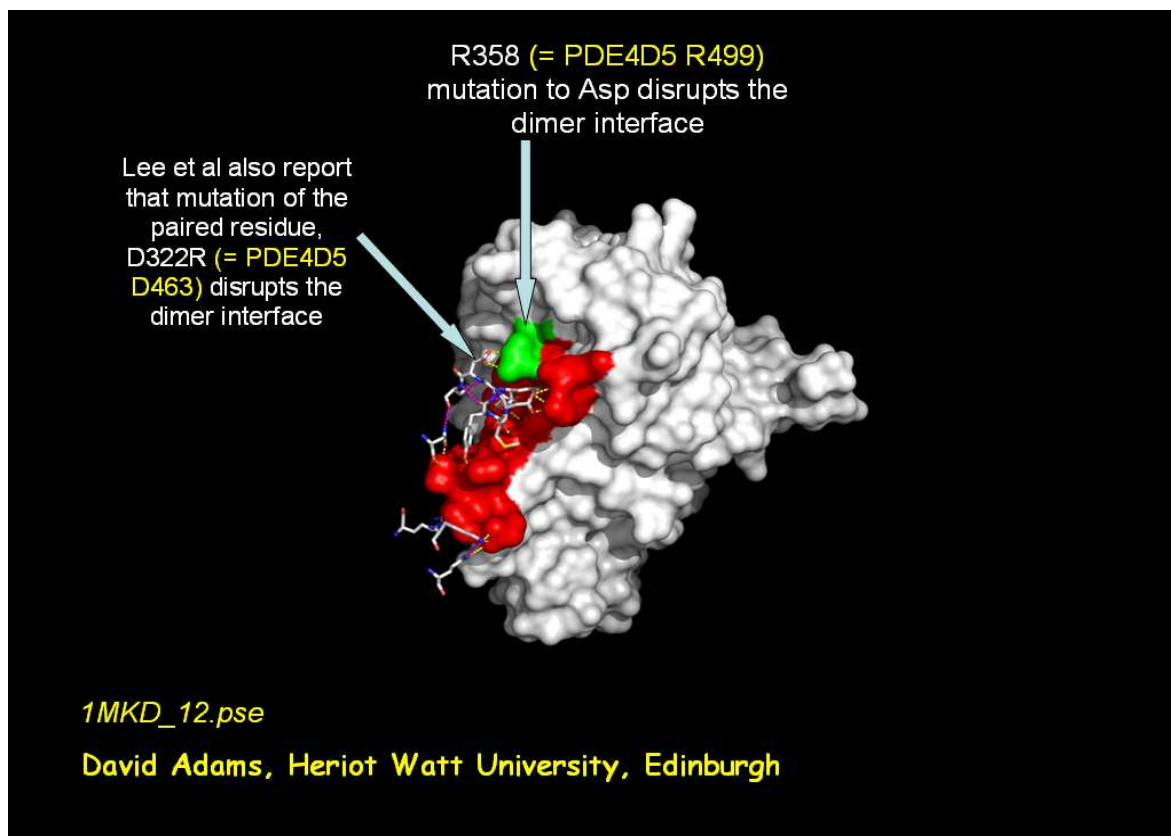 R358 (= PDE4D5 R499)
mutation to Asp disrupts the
dimer interface
Lee et al also report
that mutation of the
paired residue,
D322R (= PDE4D5
D463) disrupts the
dimer interface
1MKD_12.pse
David Adams, Heriot Watt University, Edinburgh